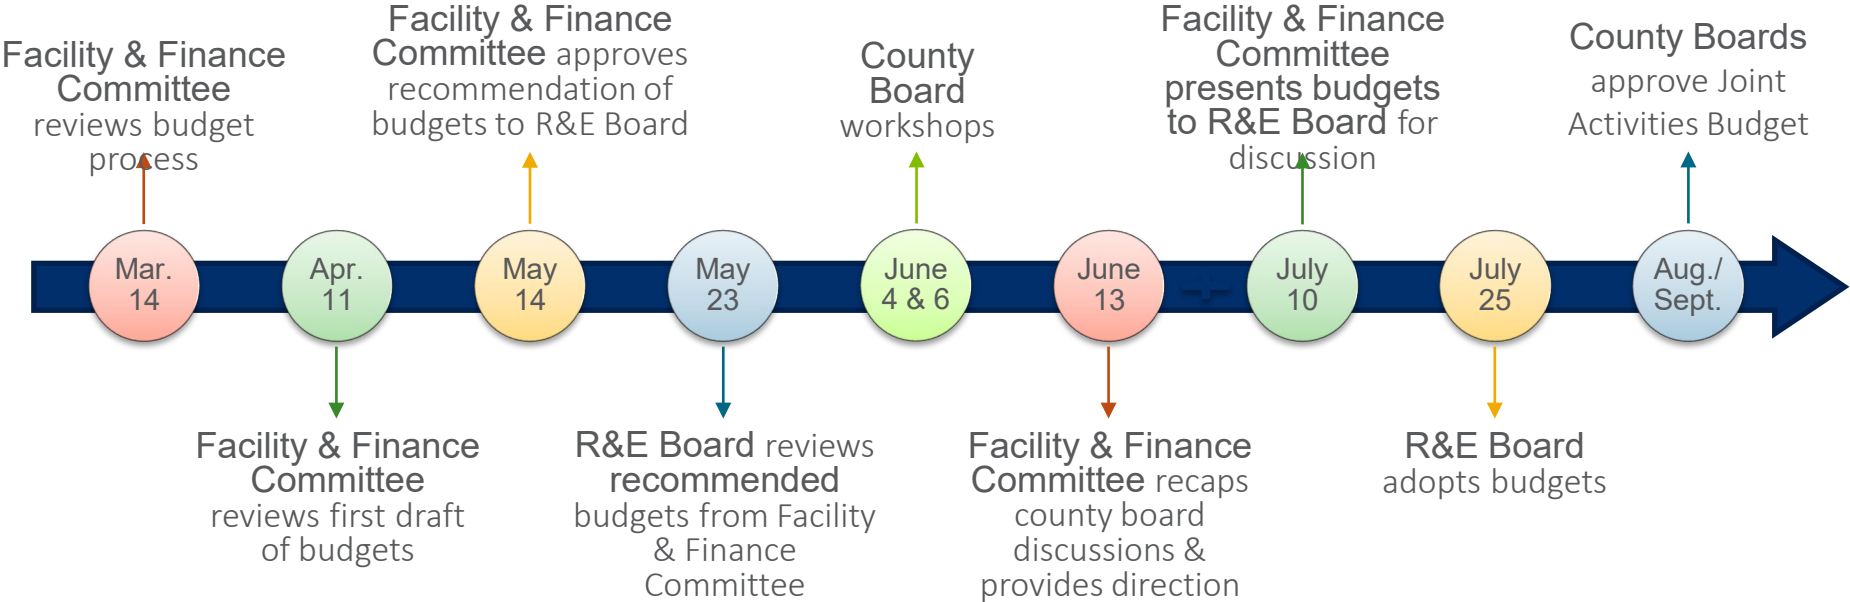 Facility & Finance
Committee
reviews budget
process
Facility & Finance
Committee approves
recommendation of
budgets to R&E Board
County
Board
workshops
Facility & Finance
Committee
presents budgets
to R&E Board for
discussion
County Boards
approve Joint
Activities Budget
Mar.
14
Apr.
11
May
14
May
23
June
4 & 6
June
13
+
July
10
July
25
Aug./
Sept.
Facility & Finance
Committee
reviews first draft
of budgets
R&E Board reviews
recommended
budgets from Facility
& Finance
Committee
Facility & Finance
Committee recaps
county board
discussions &
provides direction
R&E Board
adopts budgets